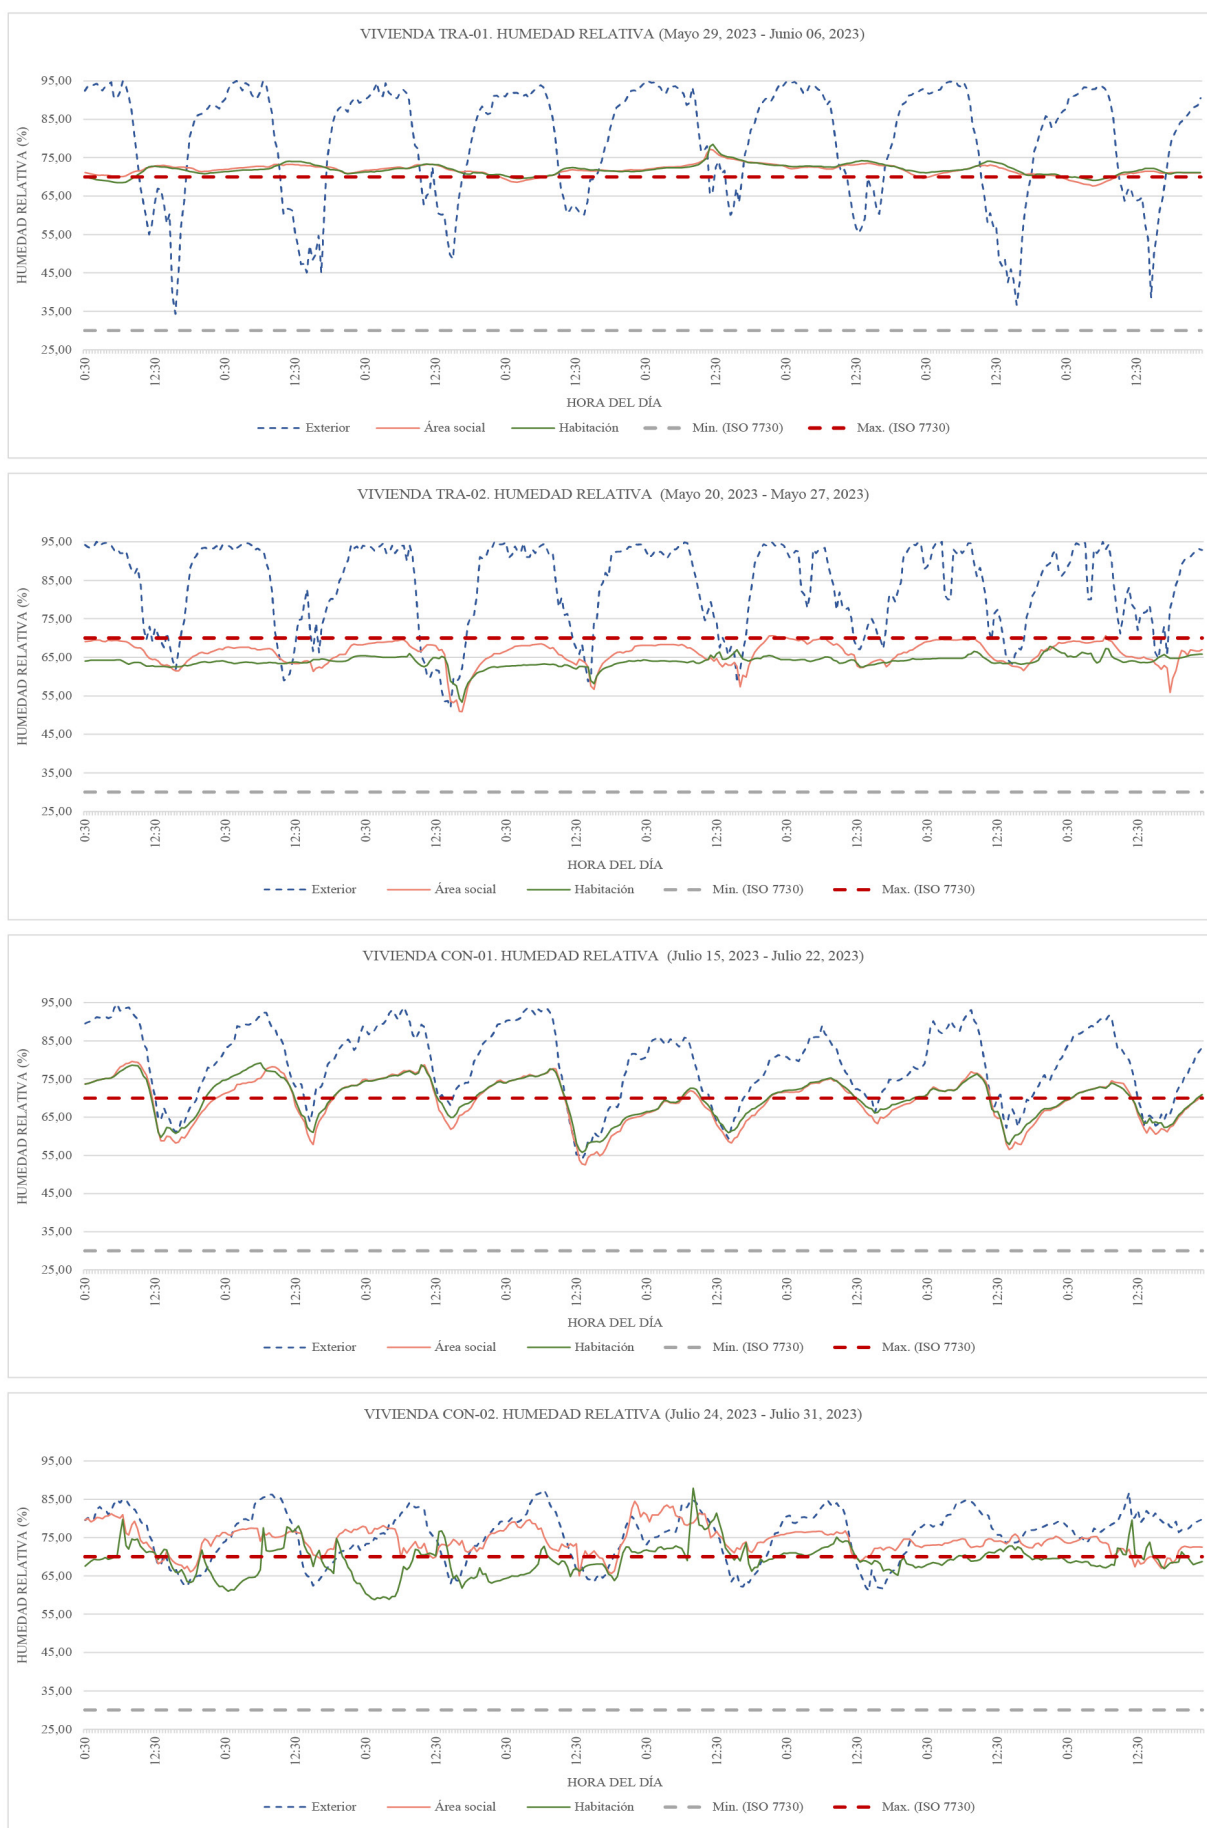 VIVIENDA TRA-01. HUMEDAD RELATIVA (Mayo 29, 2023 - Junio 06, 2023)
HUMEDAD RELATIVA (%)
95,00
85,00
75,00
65,00
55,00
45,00
35,00
25,00
0:30 12:30 0:30 12:30 0:30 12:30 0:30 12:30 0:30 12:30 0:30 12:30 0:30 12:30 0:30 12:30
HORA DEL DÍA
Exterior Área social Habitación Min. (ISO 7730) Max. (ISO 7730)
VIVIENDA TRA-02. HUMEDAD RELATIVA (Mayo 20, 2023 - Mayo 27, 2023)
HUMEDAD RELATIVA (%)
95,00
85,00
75,00
65,00
55,00
45,00
35,00
25,00
0:30 12:30 0:30 12:30 0:30 12:30 0:30 12:30 0:30 12:30 0:30 12:30 0:30 12:30 0:30 12:30
HORA DEL DÍA
Exterior Área social Habitación Min. (ISO 7730) Max. (ISO 7730)
VIVIENDA CON-01. HUMEDAD RELATIVA (Julio 15, 2023 - Julio 22, 2023)
HUMEDAD RELATIVA (%)
95,00
85,00
75,00
65,00
55,00
45,00
35,00
25,00
0:30 12:30 0:30 12:30 0:30 12:30 0:30 12:30 0:30 12:30 0:30 12:30 0:30 12:30 0:30 12:30
HORA DEL DÍA
Exterior Área social Habitación Min. (ISO 7730) Max. (ISO 7730)
VIVIENDA CON-02. HUMEDAD RELATIVA (Julio 24, 2023 - Julio 31, 2023)
HUMEDAD RELATIVA (%)
95,00
85,00
75,00
65,00
55,00
45,00
35,00
25,00
0:30 12:30 0:30 12:30 0:30 12:30 0:30 12:30 0:30 12:30 0:30 12:30 0:30 12:30 0:30 12:30
HORA DEL DÍA
Exterior Área social Habitación Min. (ISO 7730) Max. (ISO 7730)